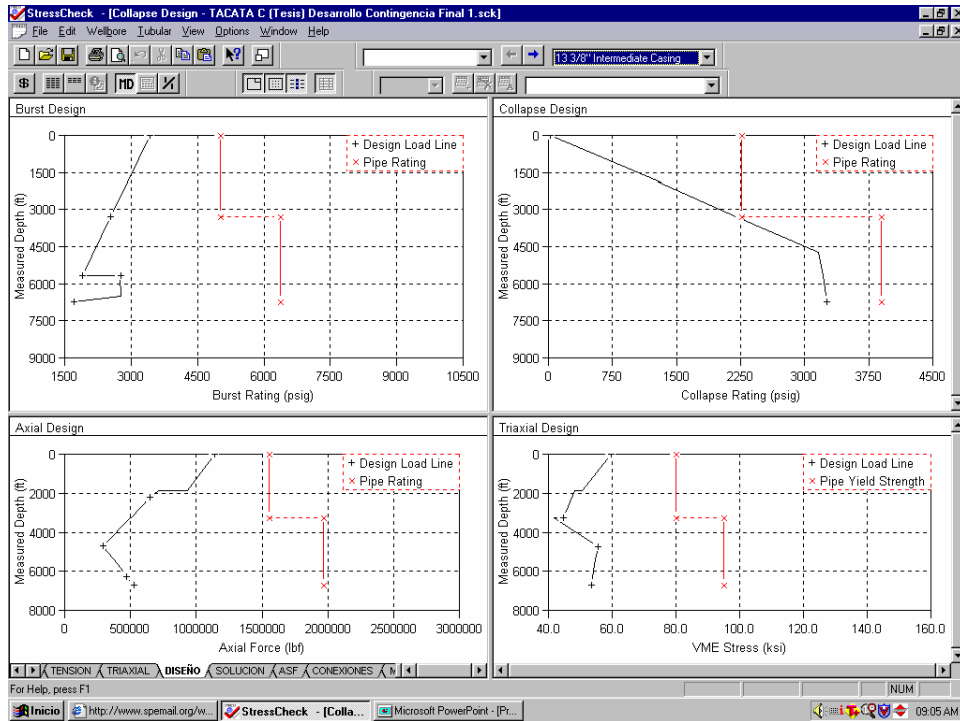 StressCheck - [Collapse Design - TACATA C (Tesis) Desarrollo Contingencia Final 1.sck]
File Edit Wellbore Tubular View Options Window Help
13 3/8" Intermediate Casing
$ MD
Burst Design
Design Load Line
Pipe Rating
Measured Depth (ft)
0
1500
3000
4500
6000
7500
9000
1500 3000 4500 6000 7500 9000 10500
Burst Rating (psig)
Collapse Design
Design Load Line
Pipe Rating
Measured Depth (ft)
0
1500
3000
4500
6000
7500
9000
0 750 1500 2250 3000 3750 4500
Collapse Rating (psig)
Axial Design
Design Load Line
Pipe Rating
Measured Depth (ft)
0
2000
4000
6000
8000
0 500000 1000000 1500000 2000000 2500000 3000000
Axial Force (lbf)
Triaxial Design
Design Load Line
Pipe Yield Strength
Measured Depth (ft)
0
2000
4000
6000
8000
40.0 60.0 80.0 100.0 120.0 140.0 160.0
VME Stress (ksi)
TENSION TRIAXIAL DISEÑO SOLUCION ASF CONEXIONES
For Help, press F1
NUM
Inicio http://www.spemail.org/w... StressCheck - [Colla... Microsoft PowerPoint - [Pr... 09:05 AM